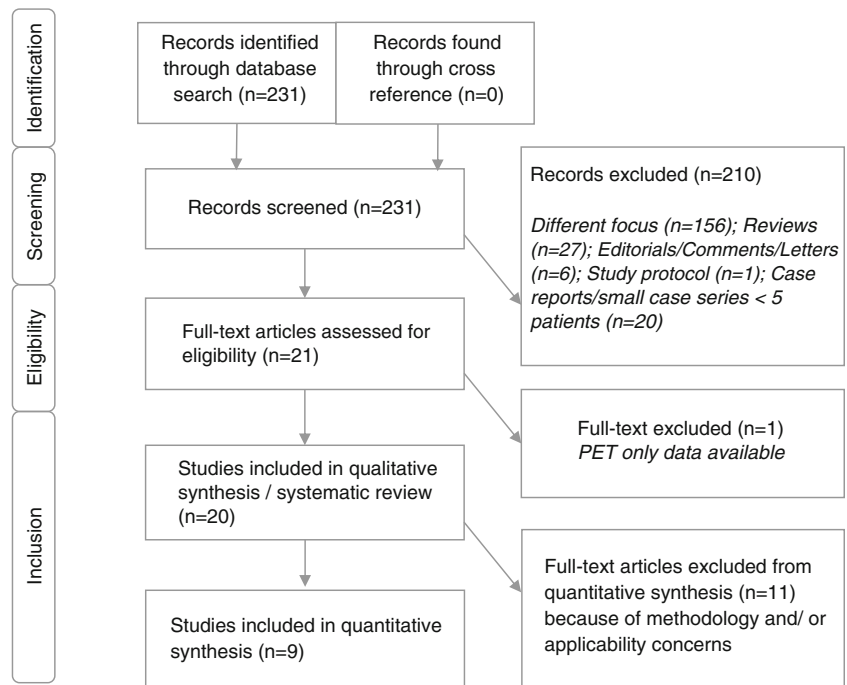 Identification
Records identified
through database
search (n=231)
Records found
through cross
reference (n=0)
Screening
Records screened (n=231)
Records excluded (n=210)
Different focus (n=156); Reviews
(n=27); Editorials/Comments/Letters
(n=6); Study protocol (n=1); Case
reports/small case series < 5
patients (n=20)
Eligibility
Full-text articles assessed for
eligibility (n=21)
Full-text excluded (n=1)
PET only data available
Inclusion
Studies included in qualitative
synthesis / systematic review
(n=20)
Full-text articles excluded from
quantitative synthesis (n=11)
because of methodology and/ or
applicability concerns
Studies included in quantitative
synthesis (n=9)